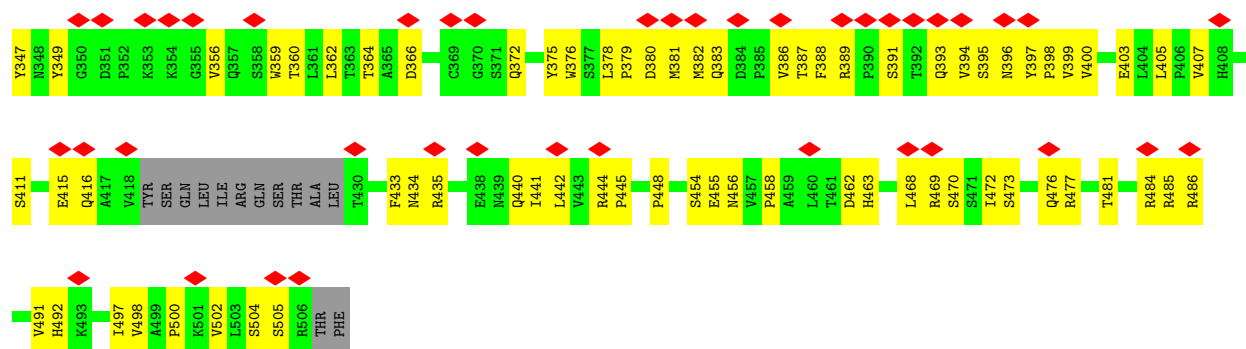 Y347 N348 Y349 G350 D351 P352 K353 K354 G355 V356 Q357 S358 W359 T360 L361 L362 T363 T364 A365 D366 C369 G370 S371 Q372 Y375 W376 S377 L378 P379 D380 M381 M382 Q383 D384 P385 V386 T387 F388 R389 P390 S391 T392 Q393 V394 S395 N396 Y397 P398 V399 V400 E403 L404 L405 P406 V407 H408
S411 E415 Q416 A417 V418 TYR SER GLN LEU ILE ARG GLN SER THR ALA LEU T430 F433 N434 R435 E438 N439 Q440 I441 L442 V443 R444 P445 P448 S454 E455 N456 V457 P458 A459 L460 T461 D462 H463 L468 R469 S470 S471 I472 S473 Q476 R477 T481 R484 R485 R486
V491 H492 K493 I497 V498 A499 P500 K501 V502 L503 S504 S505 R506 THR PHE